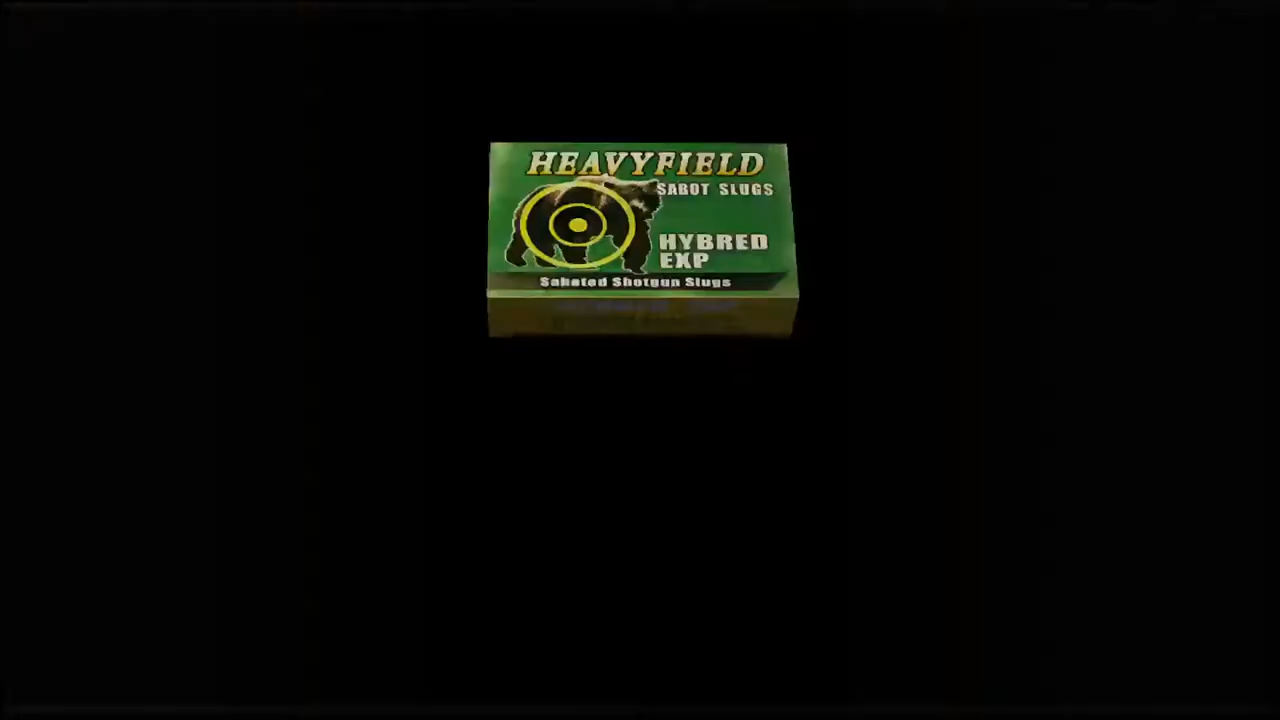 HEAVYFIELD
SABOT SLUGS
HYBRED
EXP
Saboted Shotgun Slugs